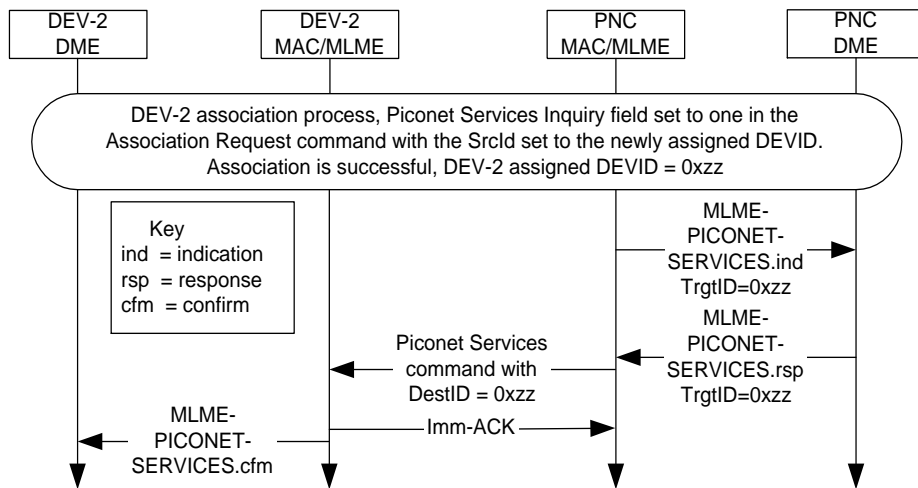 DEV-2
DME
DEV-2
MAC/MLME
PNC
MAC/MLME
PNC
DME
DEV-2 association process, Piconet Services Inquiry field set to one in the
Association Request command with the SrcId set to the newly assigned DEVID.
Association is successful, DEV-2 assigned DEVID = 0xzz
Key
ind = indication
rsp = response
cfm = confirm
MLME-
PICONET-
SERVICES.ind
TrgtID=0xzz
MLME-
PICONET-
SERVICES.rsp
TrgtID=0xzz
Piconet Services
command with
DestID = 0xzz
Imm-ACK
MLME-
PICONET-
SERVICES.cfm